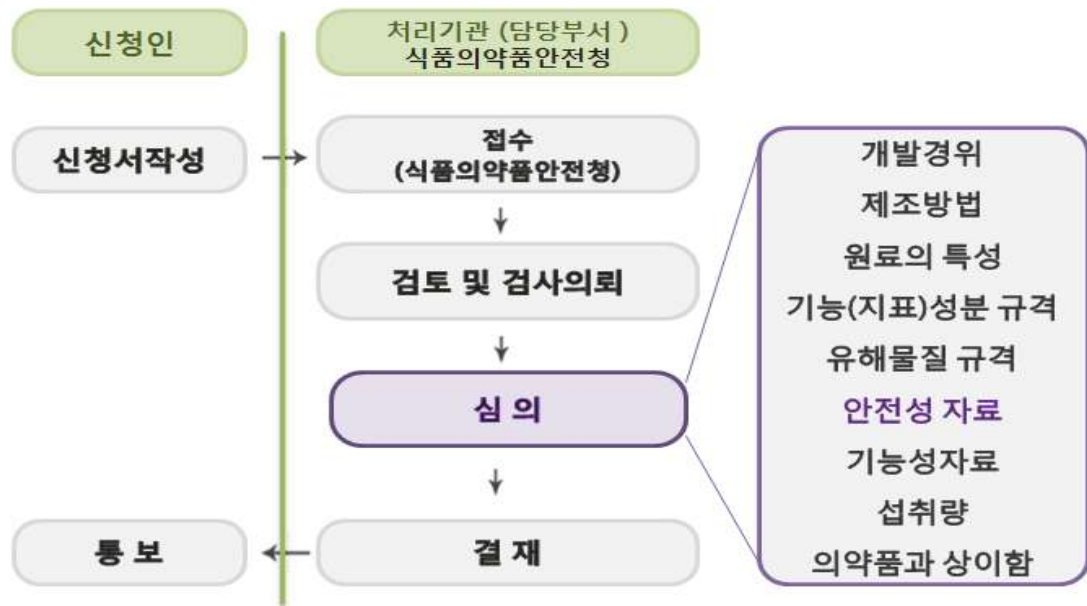 신청인
처리기관 (담당부서 )
식품의약품안전청
신청서작성
접수
(식품의약품안전청)
검토 및 검사의뢰
심 의
통 보
결 재
개발경위
제조방법
원료의 특성
기능(지표)성분 규격
유해물질 규격
안전성 자료
기능성자료
섭취량
의약품과 상이함